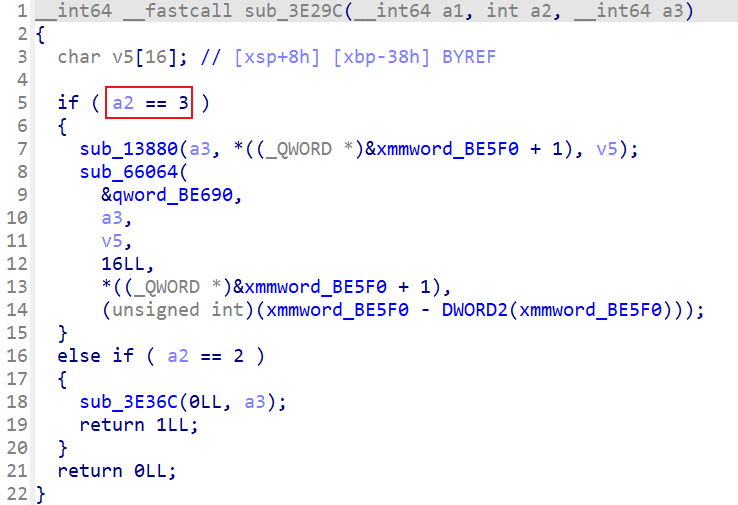 1 __int64 __fastcall sub_3E29C(__int64 a1, int a2, __int64 a3)
2 {
3   char v5[16]; // [xsp+8h] [xbp-38h] BYREF
4
5   if ( a2 == 3 )
6   {
7     sub_13880(a3, *((_QWORD *)&xmmword_BE5F0 + 1), v5);
8     sub_66064(
9       &qword_BE690,
10       a3,
11       v5,
12       16LL,
13       *((_QWORD *)&xmmword_BE5F0 + 1),
14       (unsigned int)(xmmword_BE5F0 - DWORD2(xmmword_BE5F0)));
15   }
16   else if ( a2 == 2 )
17   {
18     sub_3E36C(0LL, a3);
19     return 1LL;
20   }
21   return 0LL;
22 }